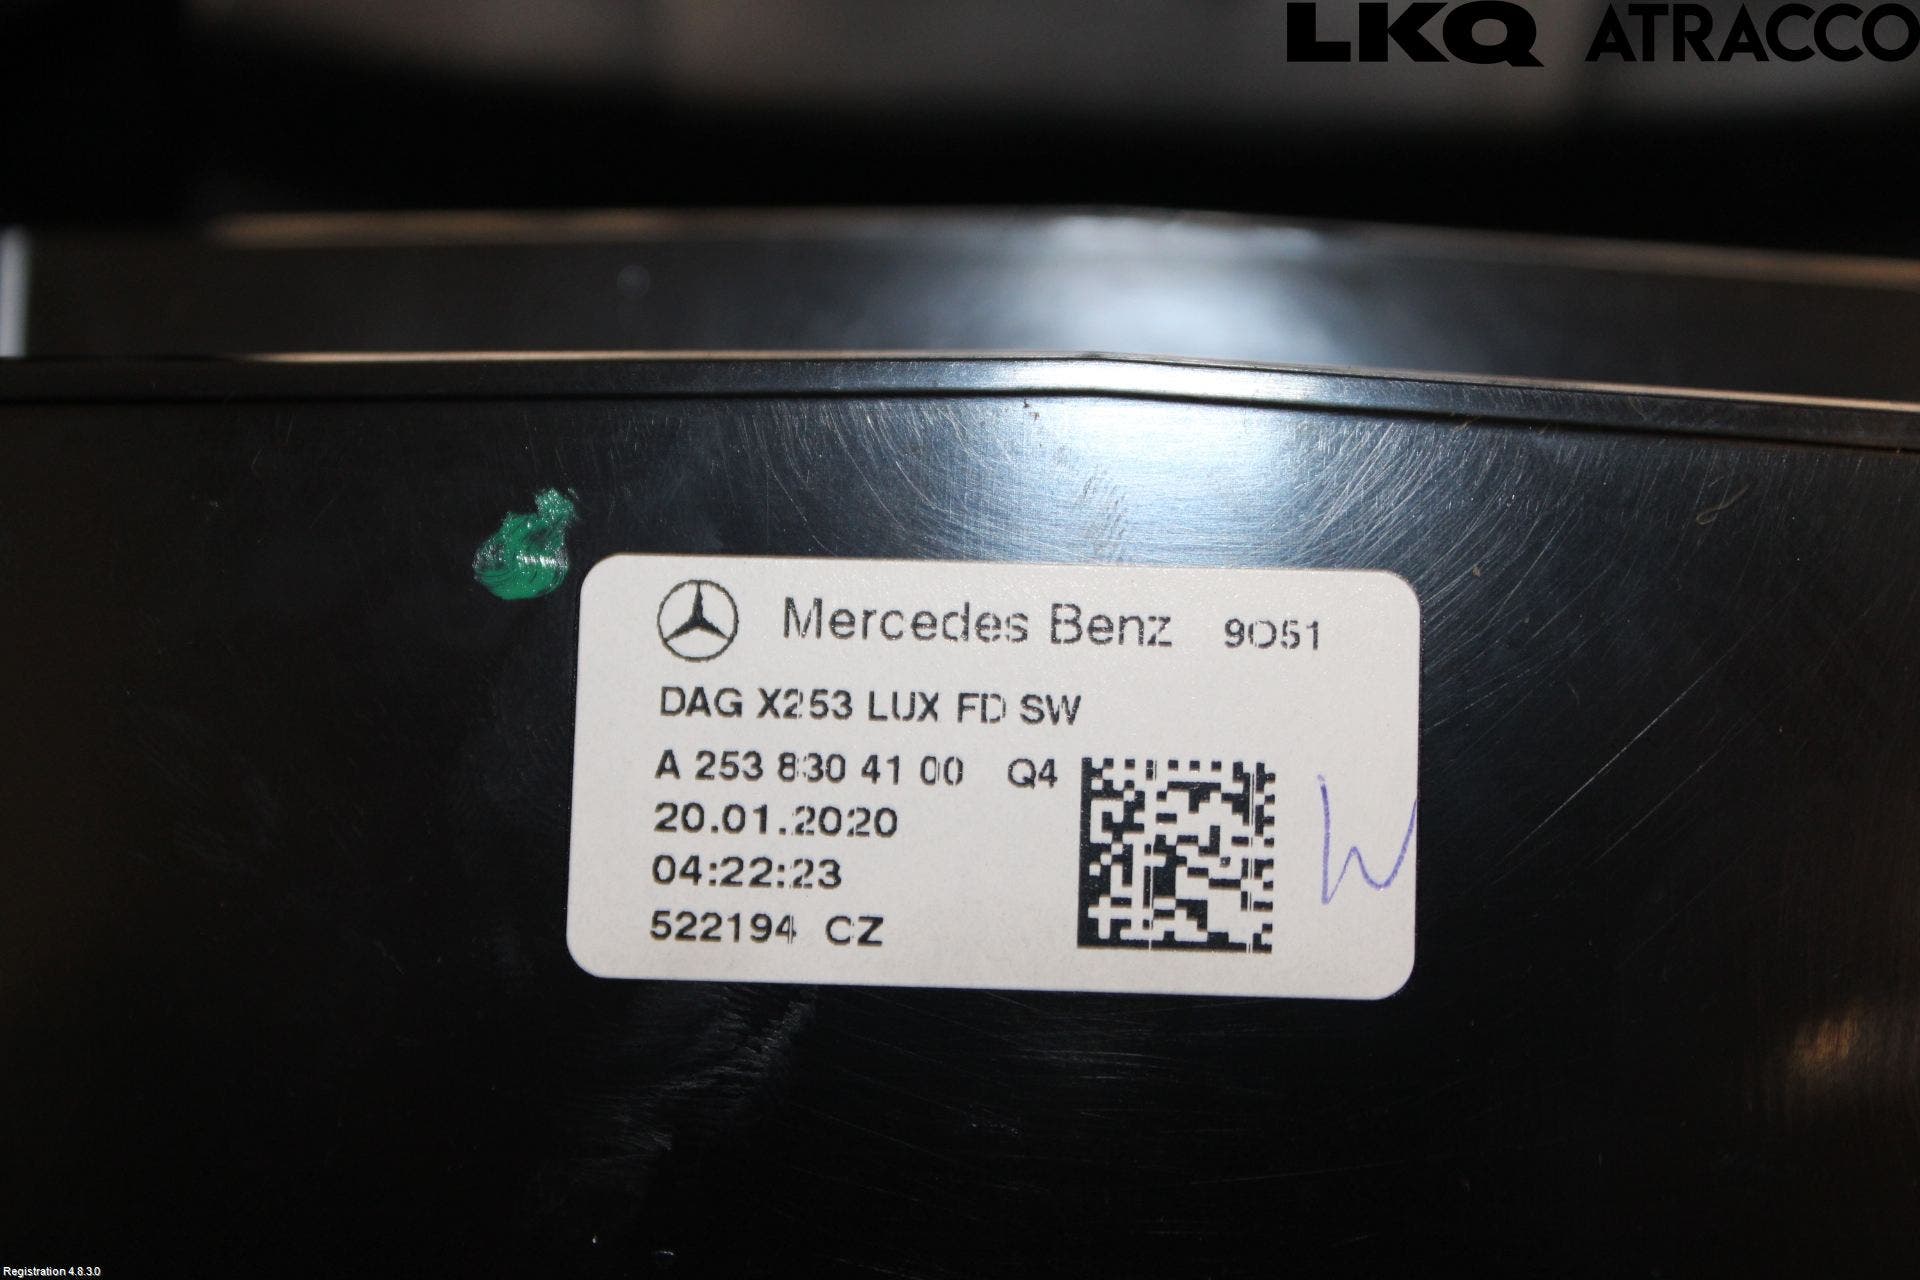 LKQ ATRACCO
Mercedes Benz 9051
DAG X253 LUX FD SW
A 253 830 41 00 Q4
20.01.2020
04:22:23
522194 CZ
W
Registration 4.8.3.0